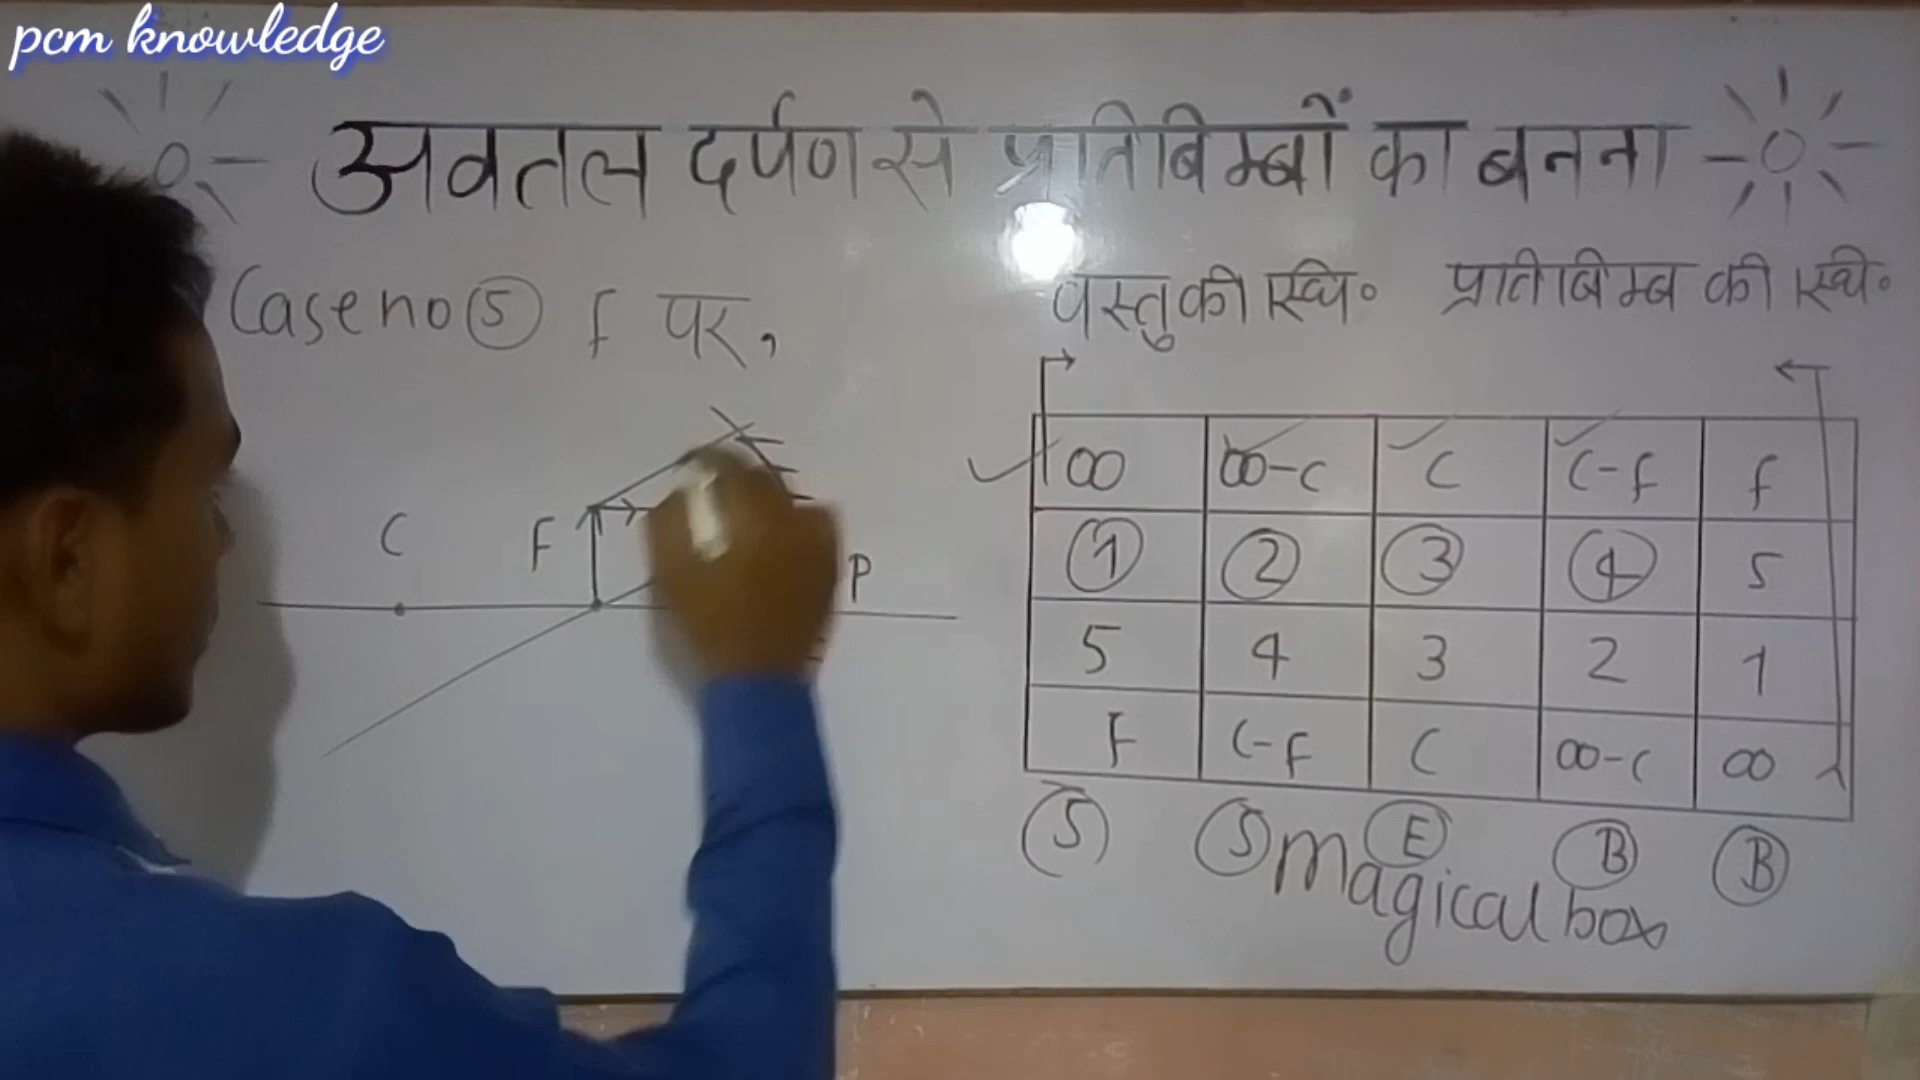 pcm knowledge
अवतल दर्पण से प्रतिबिम्बों का बनना
Case no ⑤ f पर,
वस्तु की स्थि॰ प्रतिबिम्ब की स्थि॰
C F P
∞ ∞-C C C-f f
① ② ③ ④ 5
5 4 3 2 1
F C-F C ∞-C ∞
Ⓢ Ⓢ Ⓔ Ⓑ Ⓑ
magical box